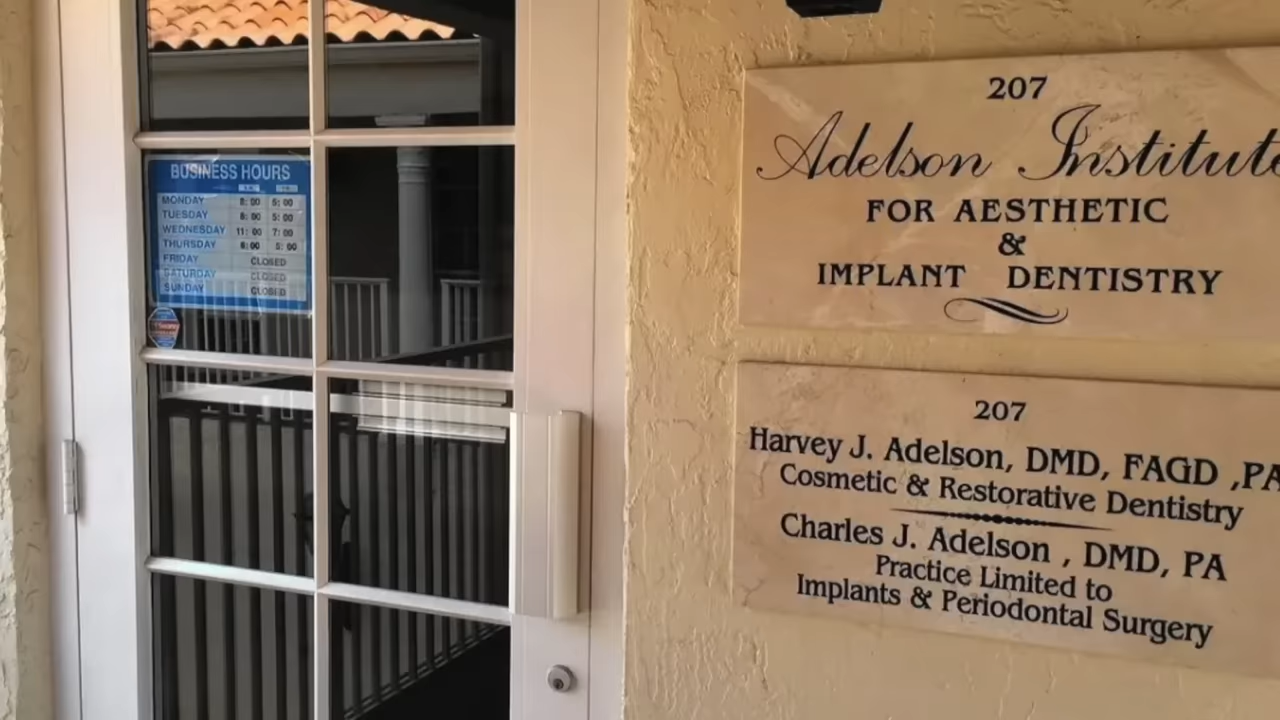 BUSINESS HOURS
MONDAY 8:00 5:00
TUESDAY 8:00 5:00
WEDNESDAY 11:00 7:00
THURSDAY 8:00 5:00
FRIDAY CLOSED
SATURDAY CLOSED
SUNDAY CLOSED
207
Adelson Institute
FOR AESTHETIC
&
IMPLANT DENTISTRY
207
Harvey J. Adelson, DMD, FAGD ,PA
Cosmetic & Restorative Dentistry
Charles J. Adelson , DMD, PA
Practice Limited to
Implants & Periodontal Surgery